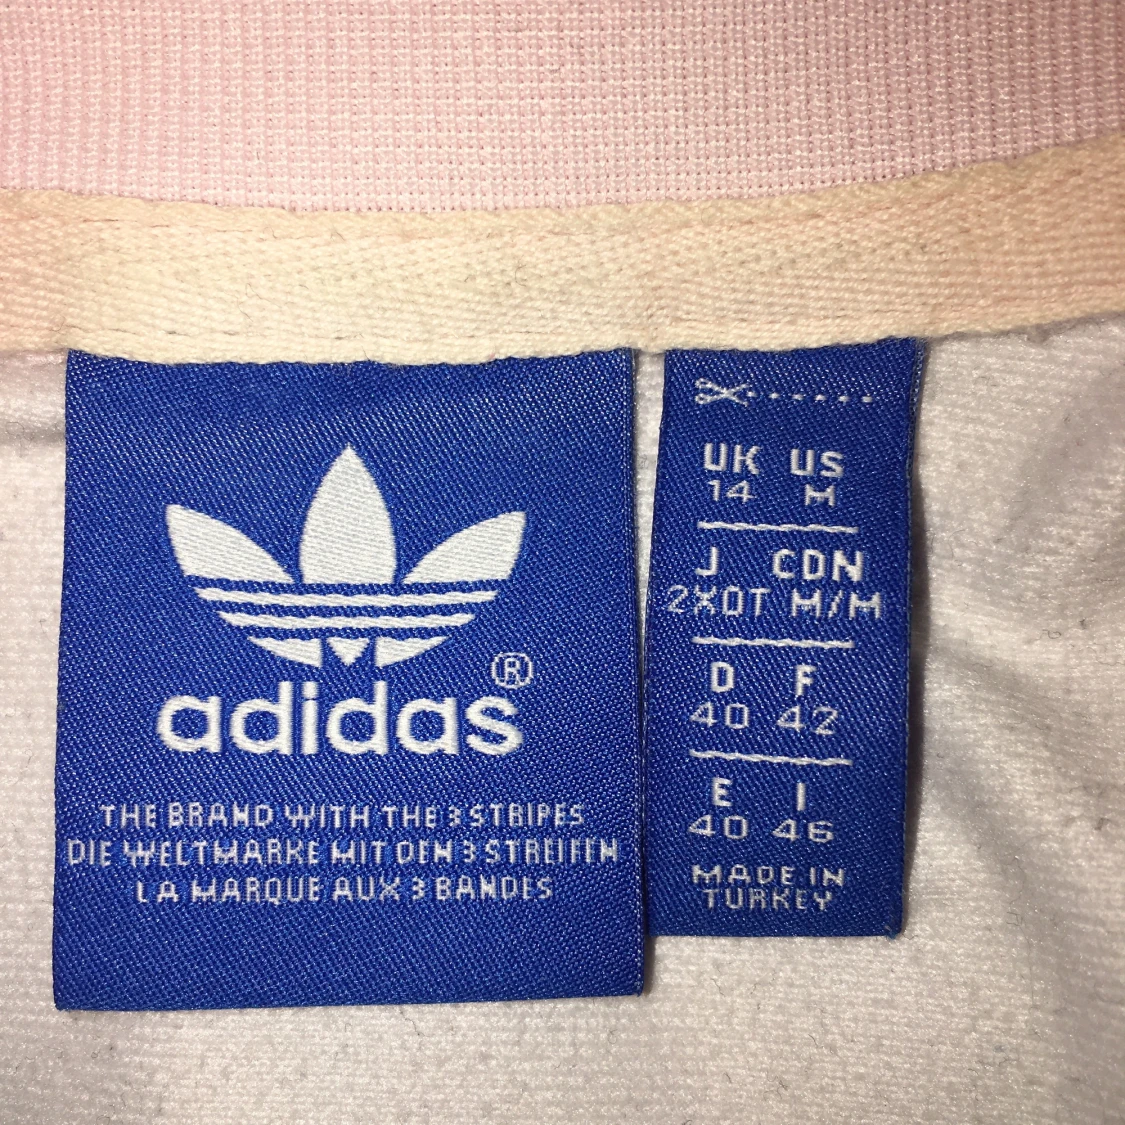 adidas®
THE BRAND WITH THE 3 STRIPES
DIE WELTMARKE MIT DEN 3 STREIFEN
LA MARQUE AUX 3 BANDES
UK US
14 M
J CDN
2XOT M/M
D F
40 42
E I
40 46
MADE IN
TURKEY